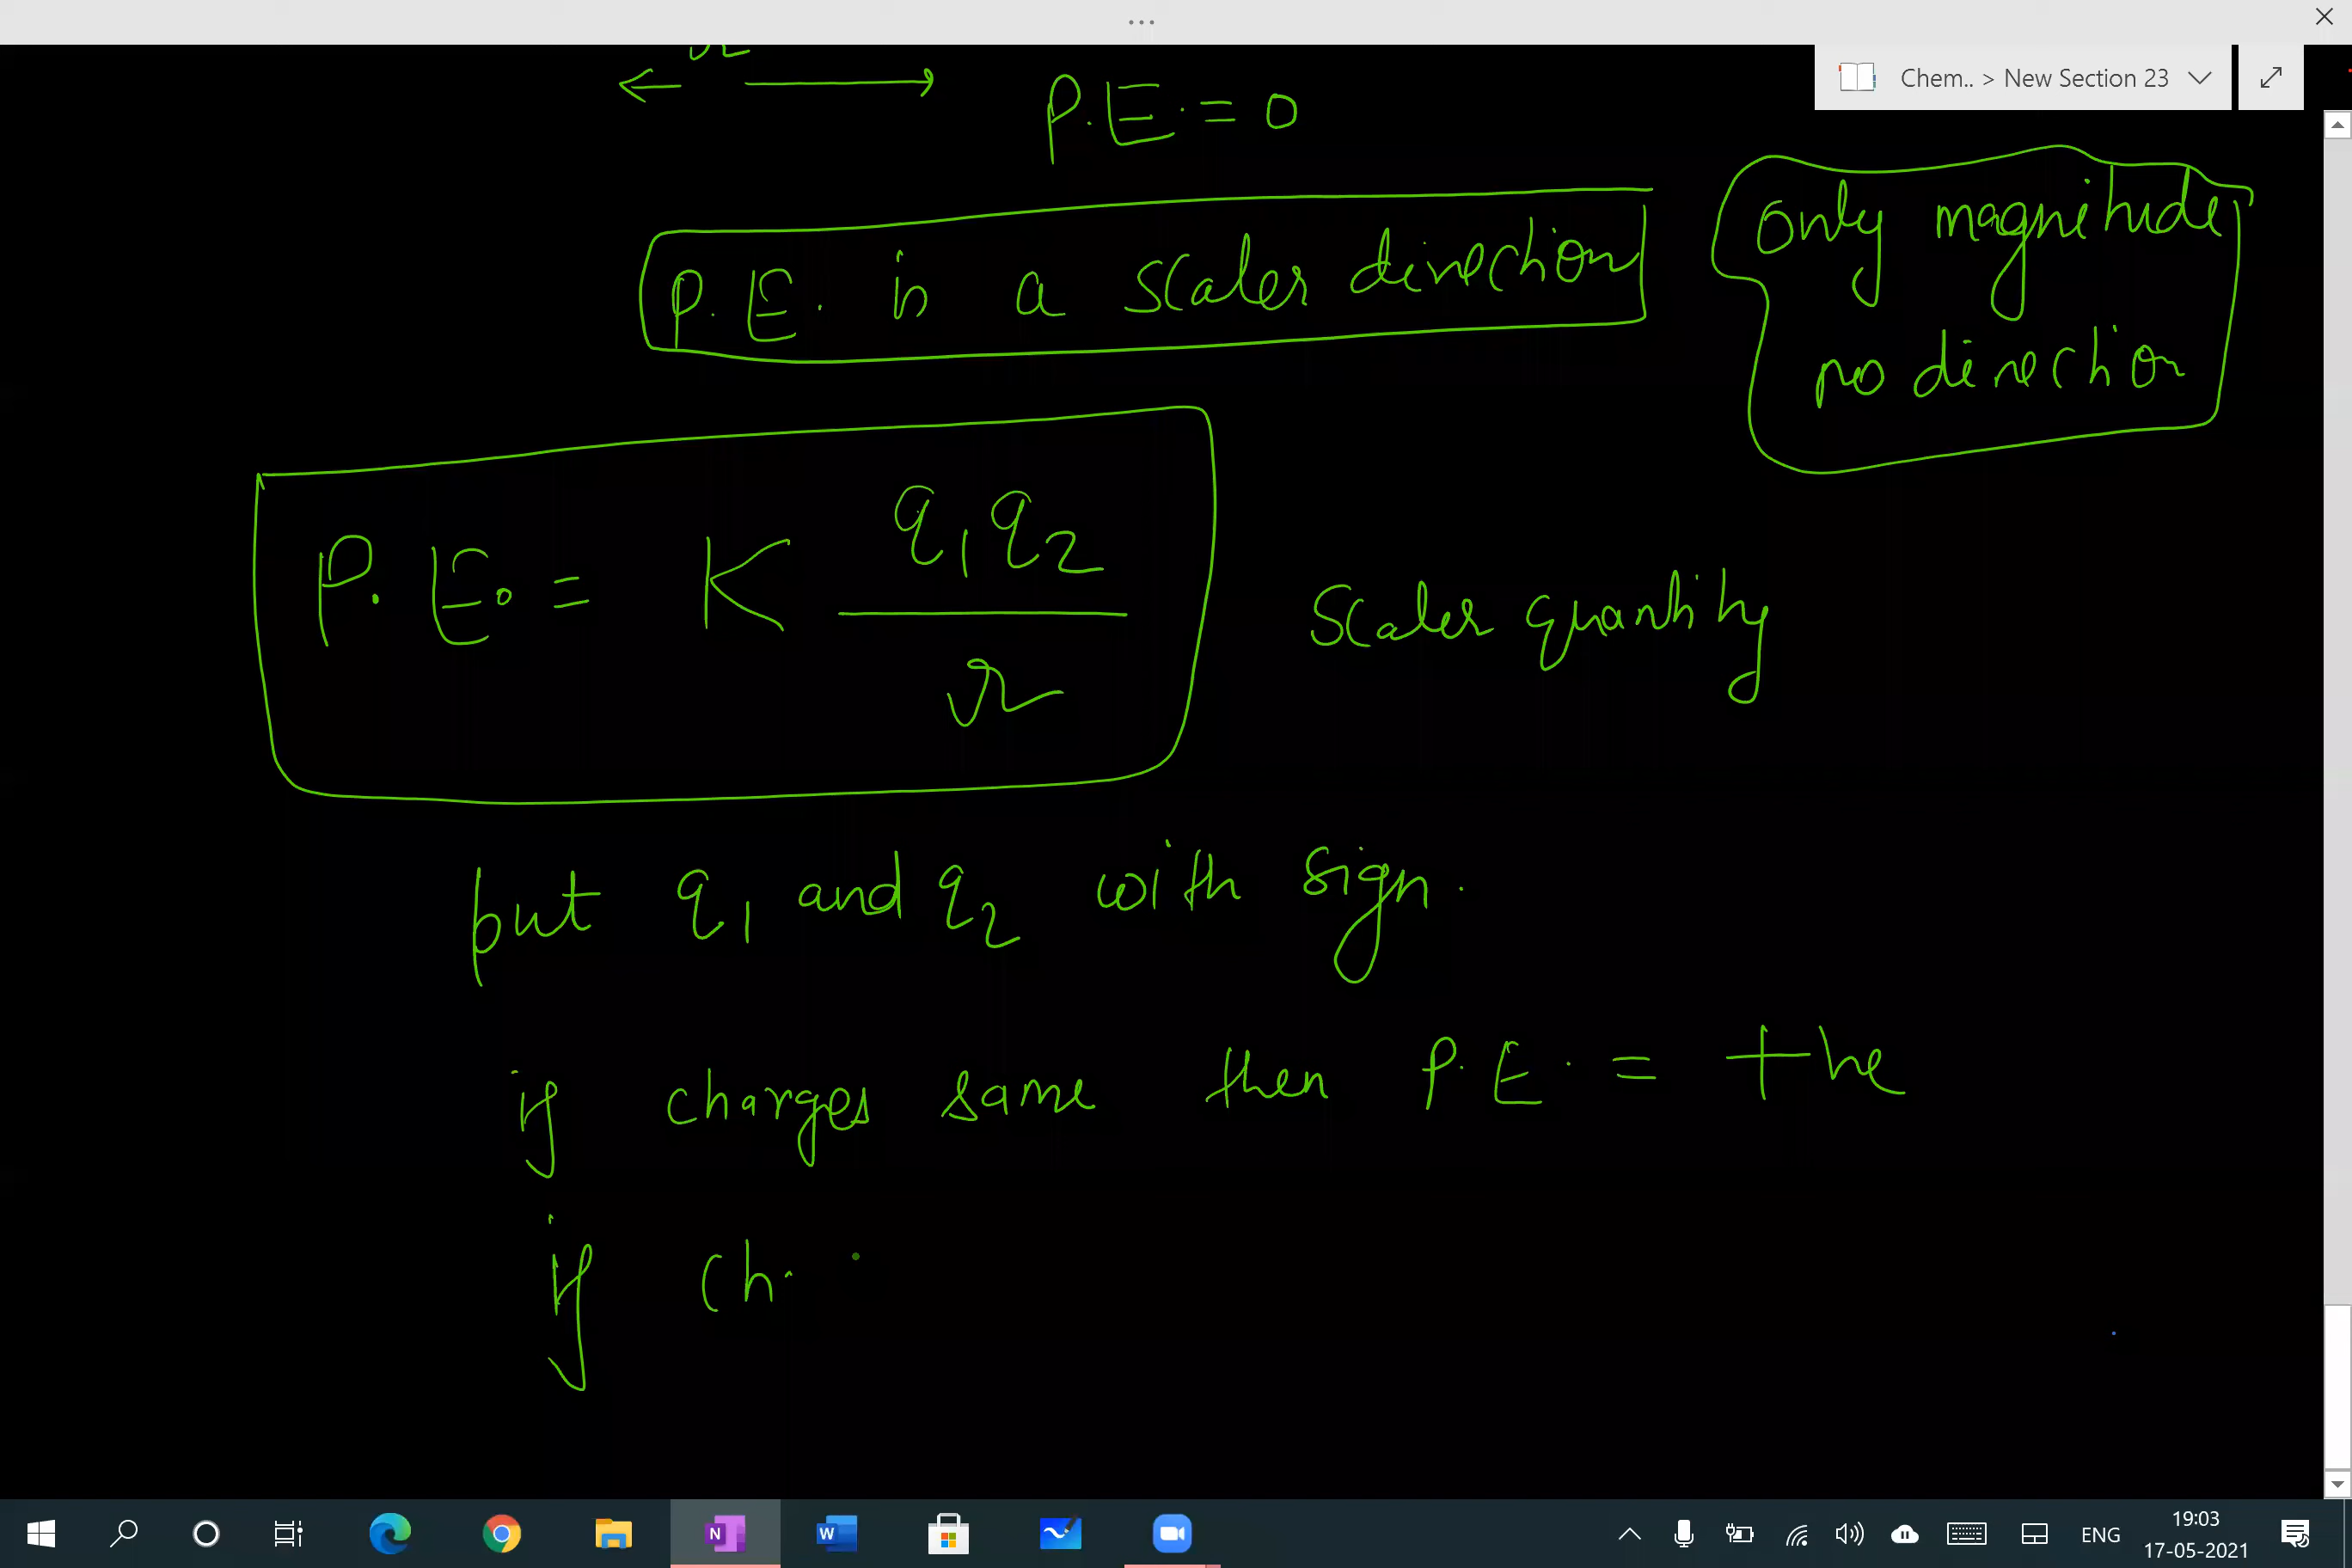 ...
Chem.. > New Section 23
P.E. = 0
only magnitude,
no direction
P.E. is a scaler direction
P.E. = K q1q2 / r
Scaler quantity
put q1 and q2 with sign.
if charges same then P.E. = +ve
if ch.
N
W
ENG
19:03
17-05-2021